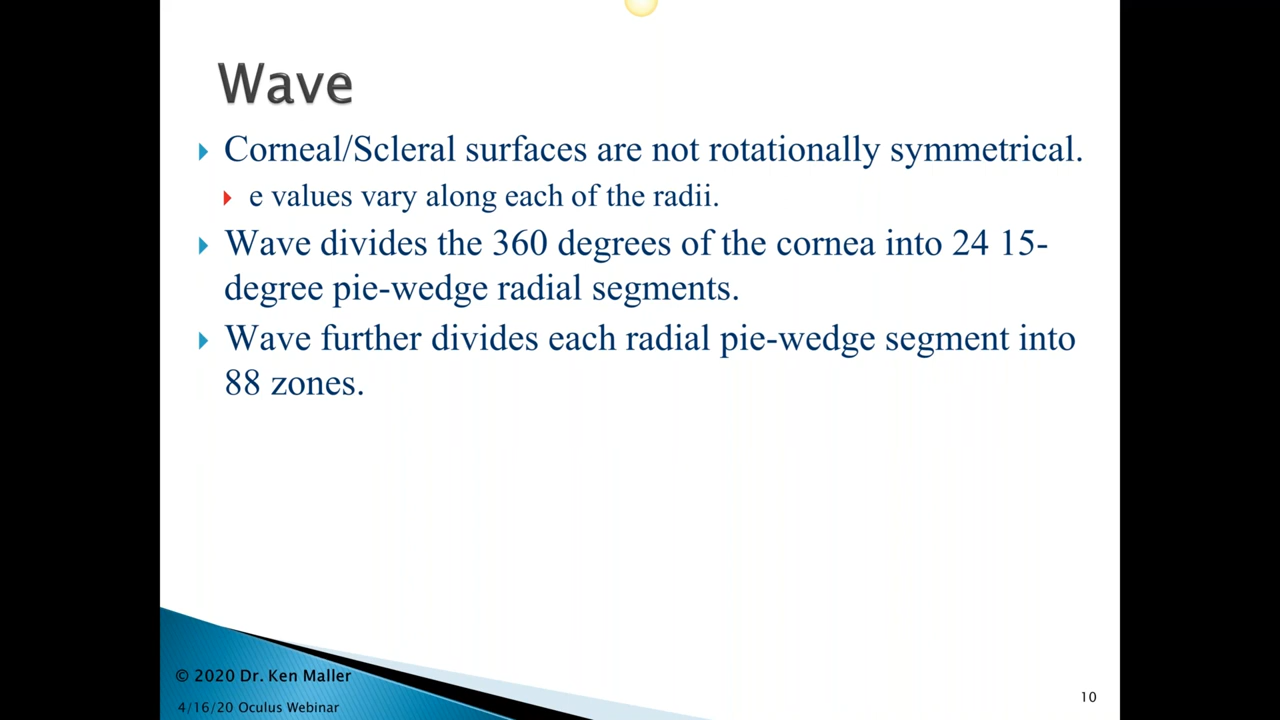 Wave
Corneal/Scleral surfaces are not rotationally symmetrical.
e values vary along each of the radii.
Wave divides the 360 degrees of the cornea into 24 15-
degree pie-wedge radial segments.
Wave further divides each radial pie-wedge segment into
88 zones.
© 2020 Dr. Ken Maller
4/16/20 Oculus Webinar
10